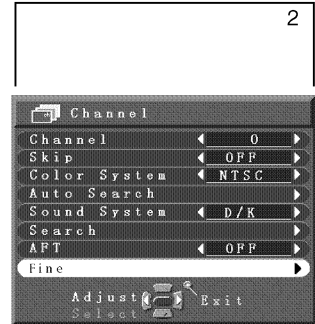 2
Channel
Channel 0
Skip OFF
Color System NTSC
Auto Search
Sound System D/K
Search
AFT OFF
Fine
Adjust Exit
Select